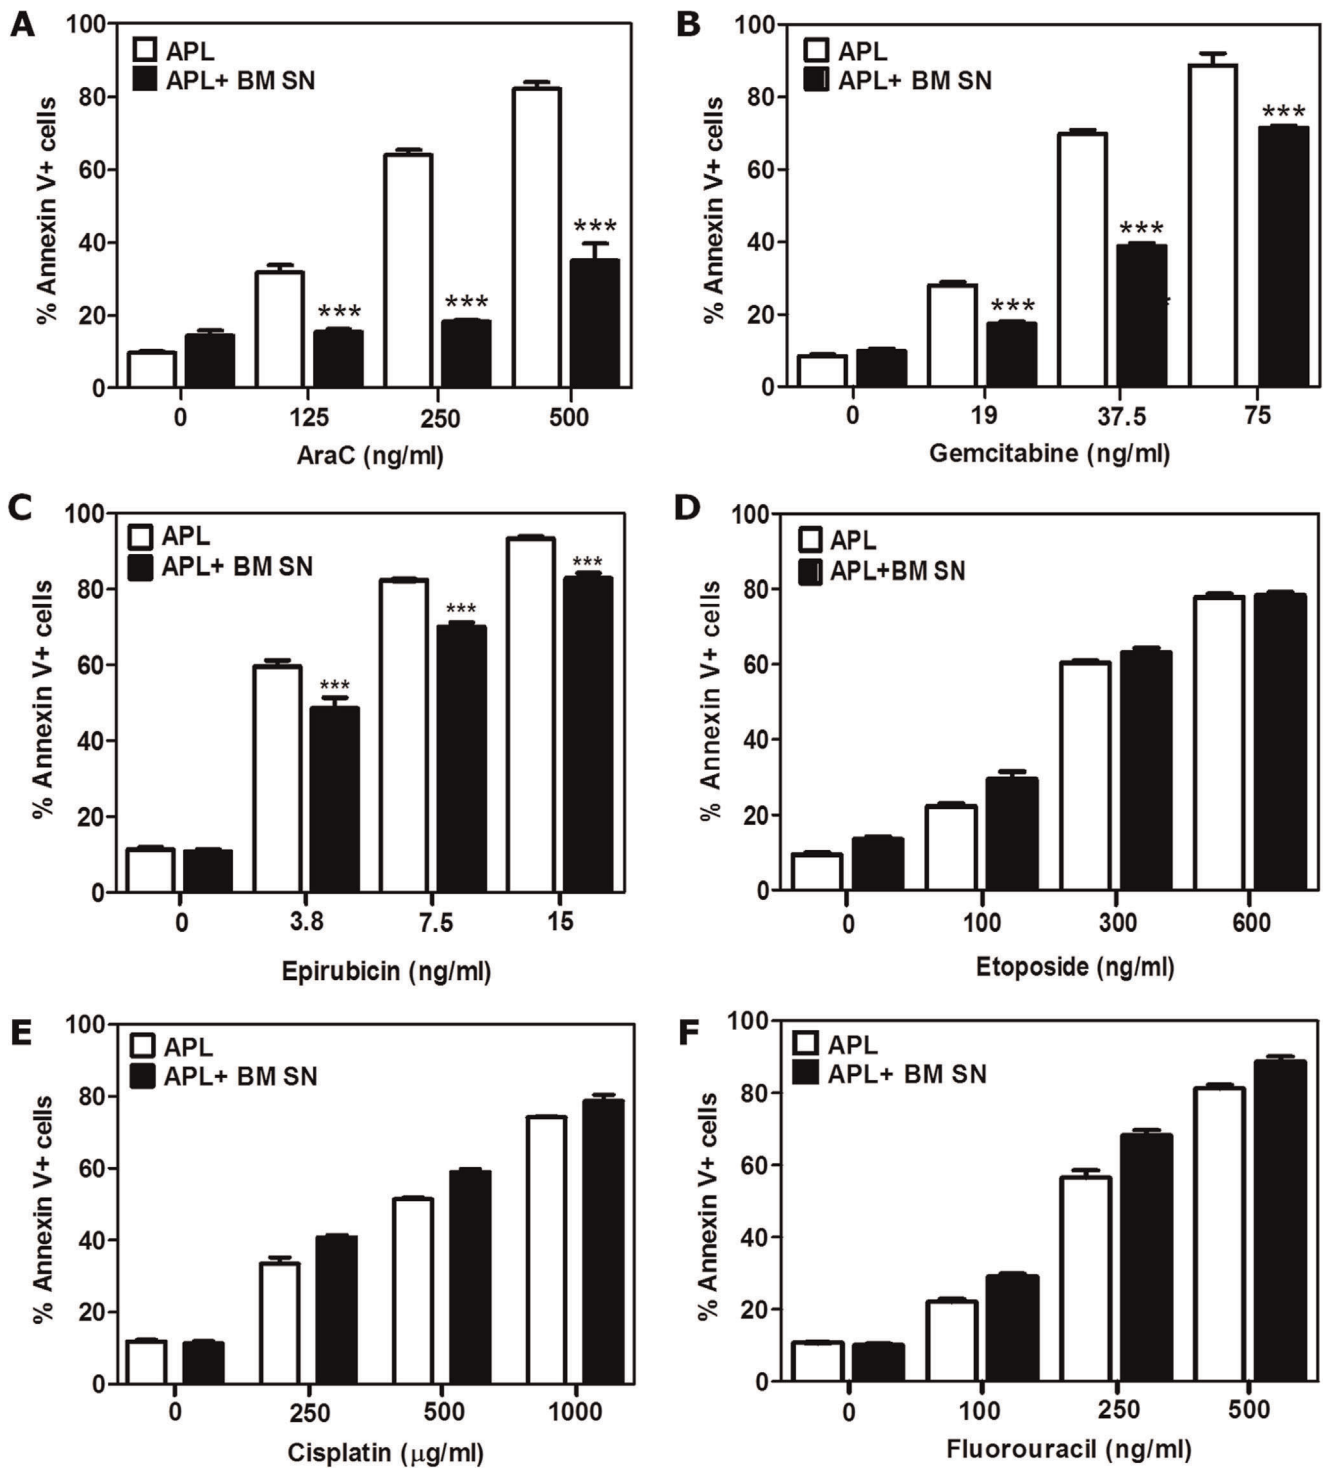 A
100
80
60
40
20
0
% Annexin V+ cells
APL
APL+ BM SN
***
***
***
0 125 250 500
AraC (ng/ml)
B
100
80
60
40
20
0
% Annexin V+ cells
APL
APL+ BM SN
***
***
***
0 19 37.5 75
Gemcitabine (ng/ml)
C
100
80
60
40
20
0
% Annexin V+ cells
APL
APL+ BM SN
***
***
***
0 3.8 7.5 15
Epirubicin (ng/ml)
D
100
80
60
40
20
0
% Annexin V+ cells
APL
APL+BM SN
0 100 300 600
Etoposide (ng/ml)
E
100
80
60
40
20
0
% Annexin V+ cells
APL
APL+ BM SN
0 250 500 1000
Cisplatin (μg/ml)
F
100
80
60
40
20
0
% Annexin V+ cells
APL
APL+ BM SN
0 100 250 500
Fluorouracil (ng/ml)